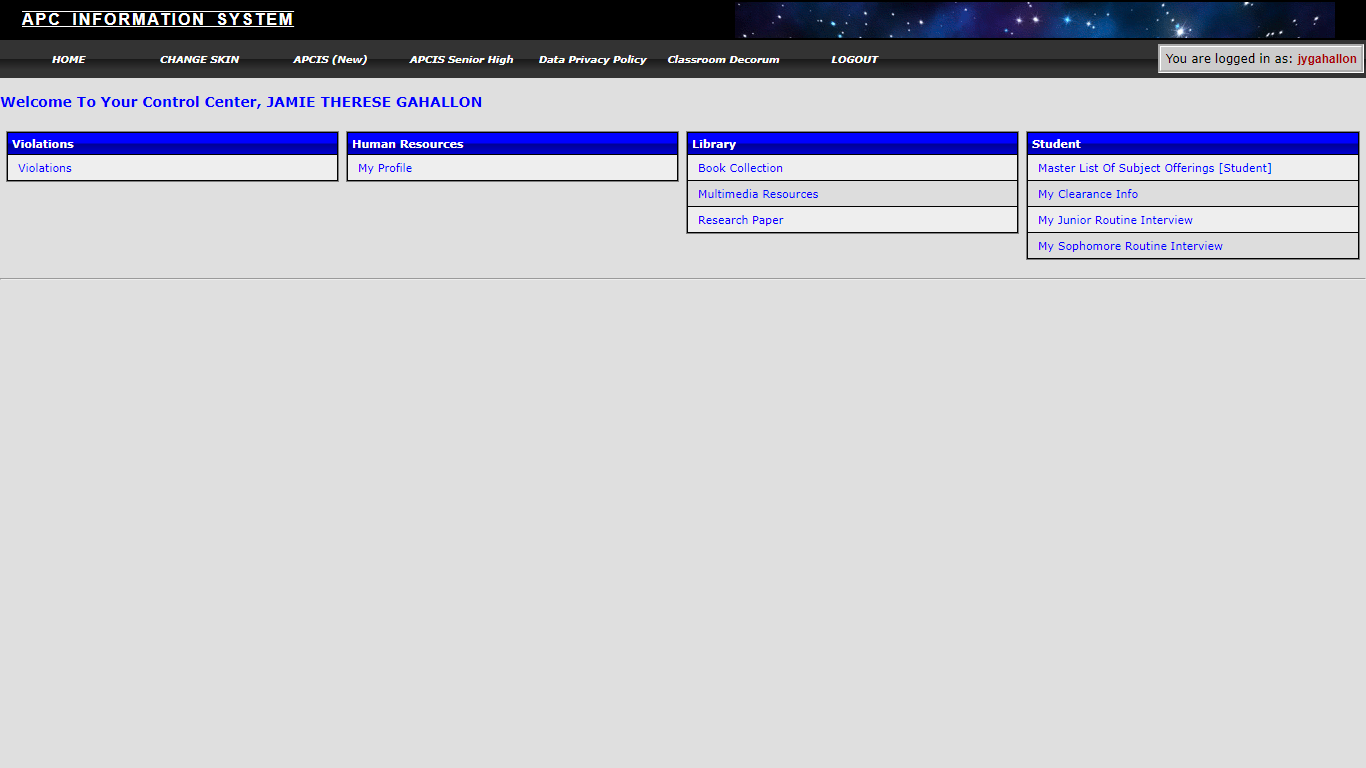 APC INFORMATION SYSTEM
HOME CHANGE SKIN APCIS (New) APCIS Senior High Data Privacy Policy Classroom Decorum LOGOUT You are logged in as: jygahallon
Welcome To Your Control Center, JAMIE THERESE GAHALLON
Violations
Violations
Human Resources
My Profile
Library
Book Collection
Multimedia Resources
Research Paper
Student
Master List Of Subject Offerings [Student]
My Clearance Info
My Junior Routine Interview
My Sophomore Routine Interview